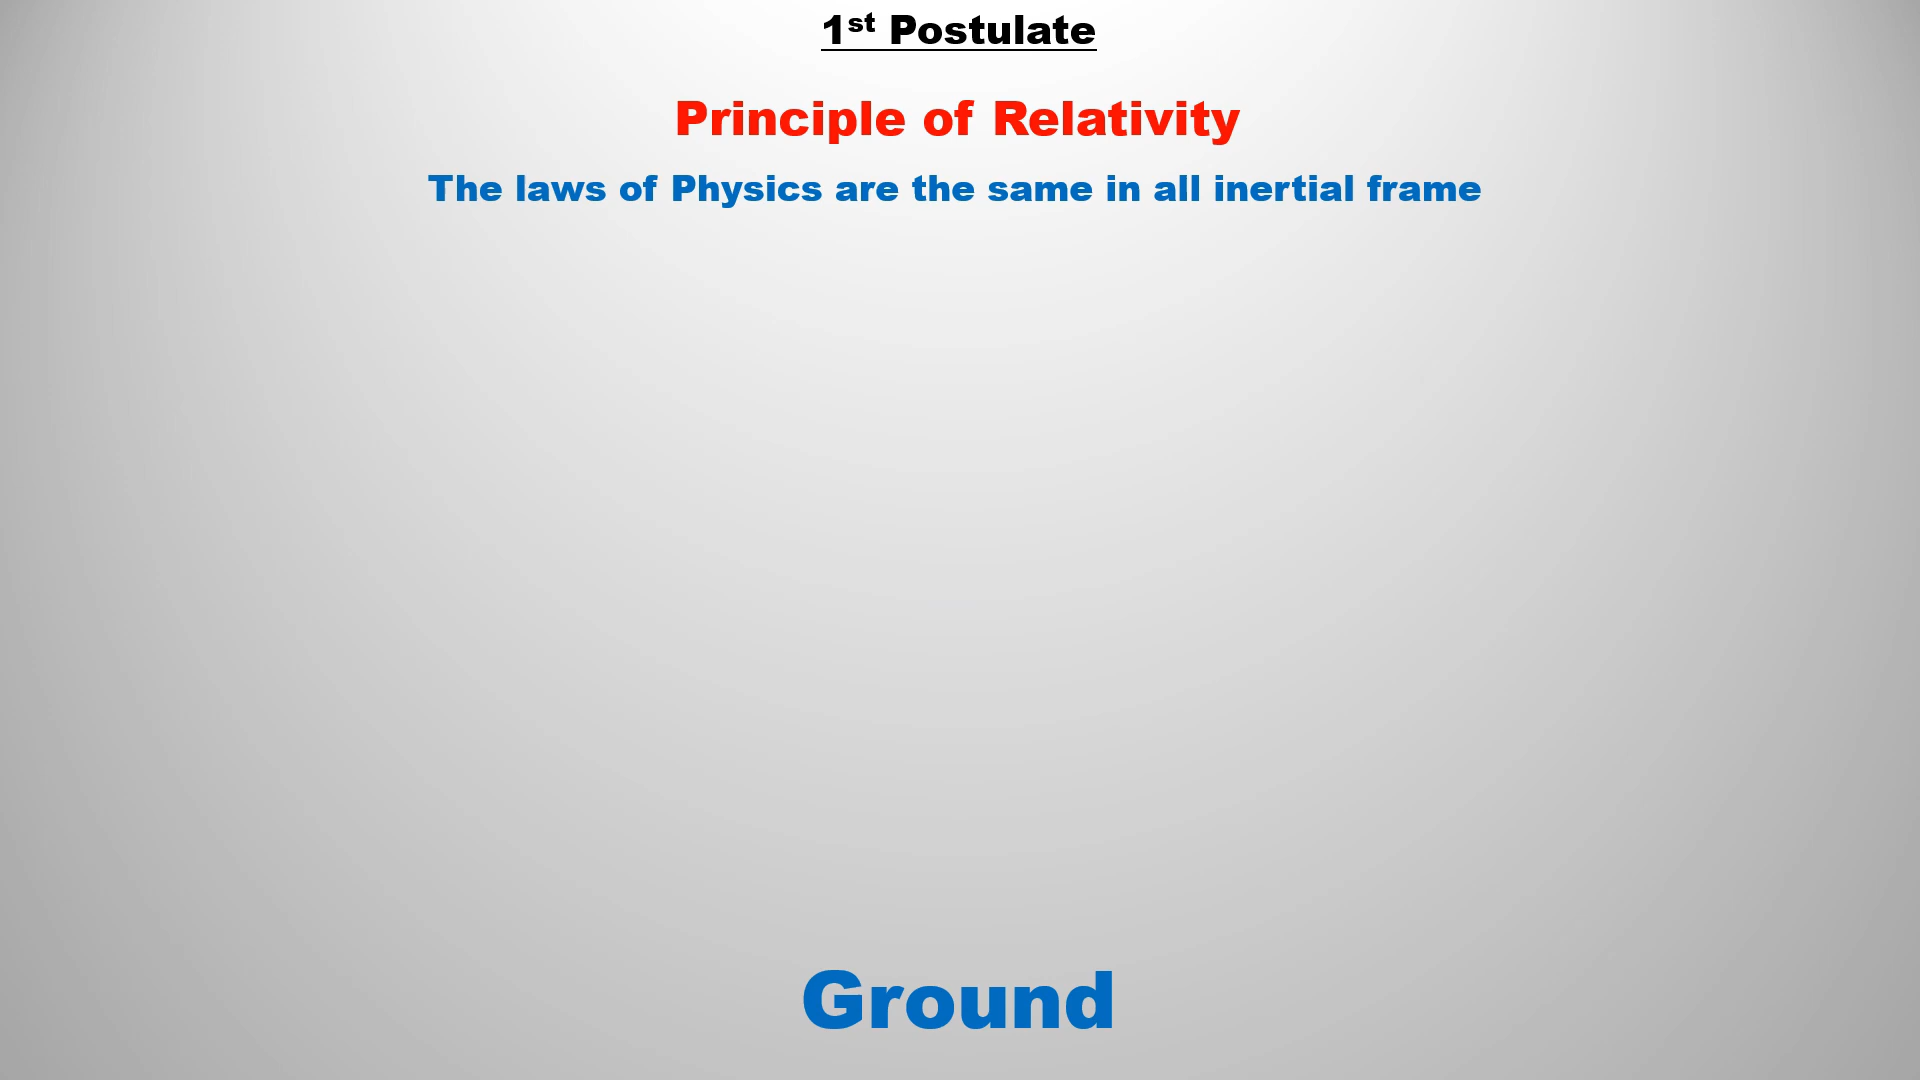 1st Postulate
Principle of Relativity
The laws of Physics are the same in all inertial frame
Ground